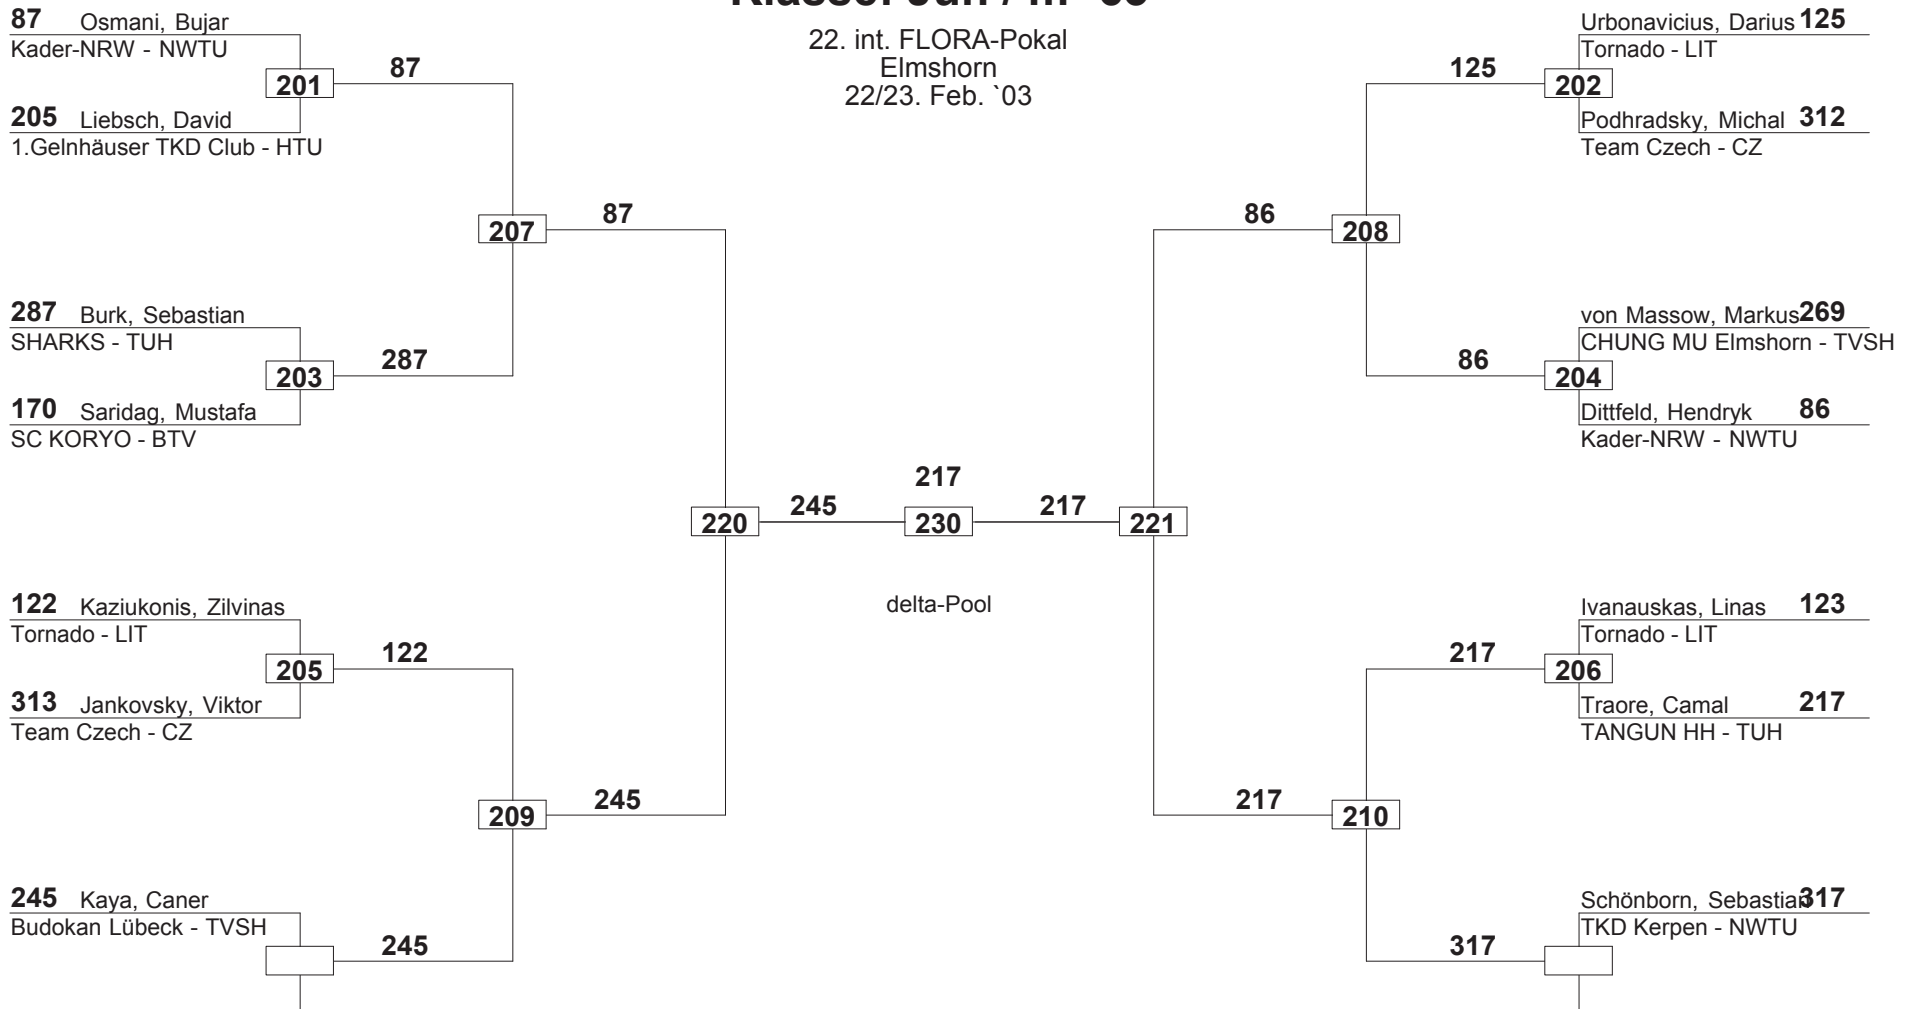 22. int. FLORA-Pokal
Elmshorn
22/23. Feb. `03
87 Osmani, Bujar
Kader-NRW - NWTU
201
87
205 Liebsch, David
1.Gelnhäuser TKD Club - HTU
207
87
287 Burk, Sebastian
SHARKS - TUH
203
287
170 Saridag, Mustafa
SC KORYO - BTV
220
245
217
230
217
221
delta-Pool
122 Kaziukonis, Zilvinas
Tornado - LIT
205
122
313 Jankovsky, Viktor
Team Czech - CZ
209
245
245 Kaya, Caner
Budokan Lübeck - TVSH
245
Urbonavicius, Darius 125
Tornado - LIT
125
202
Podhradsky, Michal 312
Team Czech - CZ
86
208
von Massow, Markus 269
CHUNG MU Elmshorn - TVSH
86
204
Dittfeld, Hendryk 86
Kader-NRW - NWTU
Ivanauskas, Linas 123
Tornado - LIT
217
206
Traore, Camal 217
TANGUN HH - TUH
217
210
Schönborn, Sebastian 317
TKD Kerpen - NWTU
317